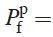 P_f^p =